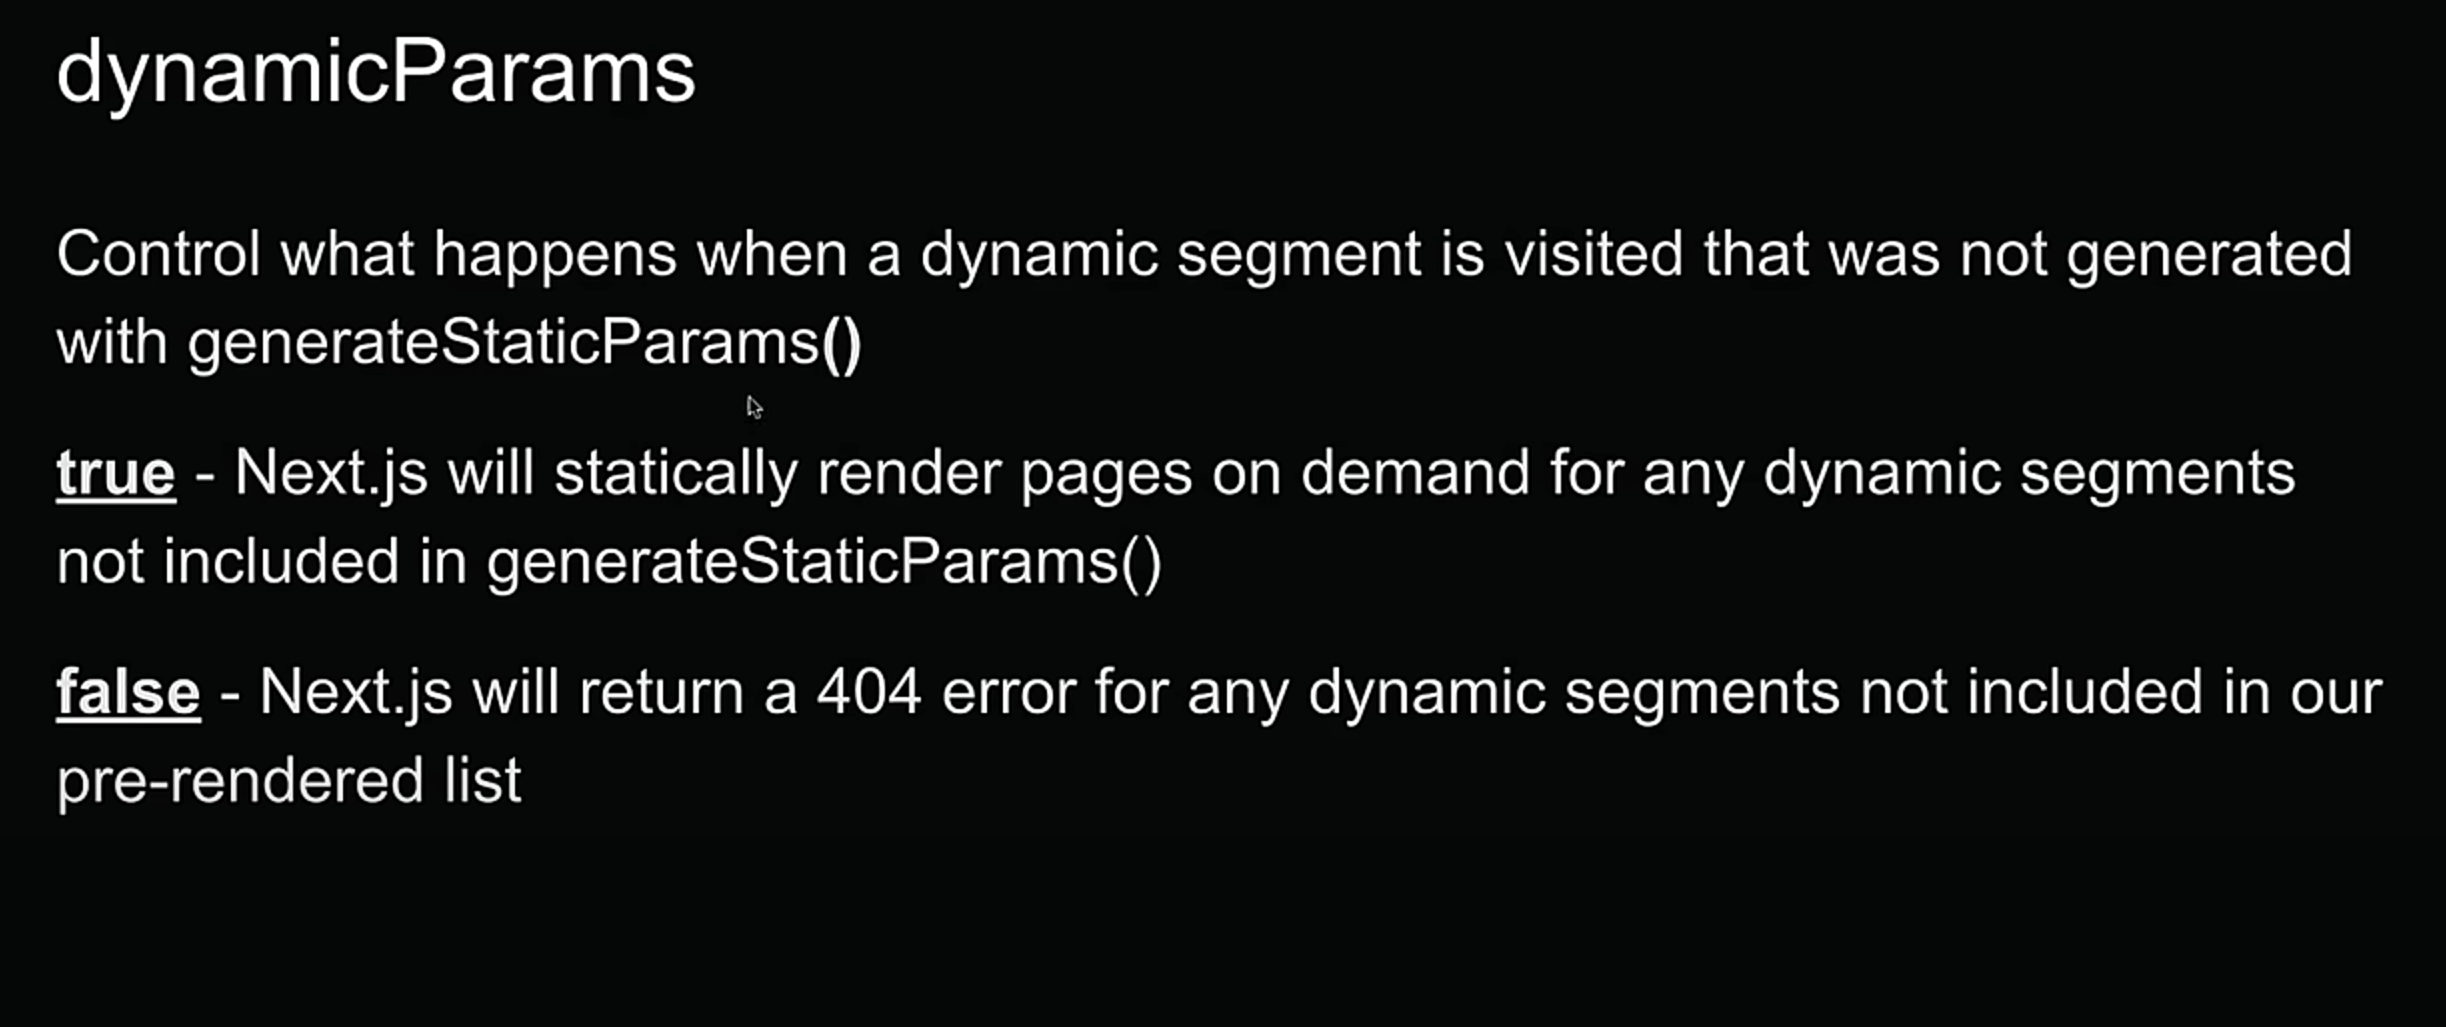 dynamicParams
Control what happens when a dynamic segment is visited that was not generated
with generateStaticParams()
true - Next.js will statically render pages on demand for any dynamic segments
not included in generateStaticParams()
false - Next.js will return a 404 error for any dynamic segments not included in our
pre-rendered list